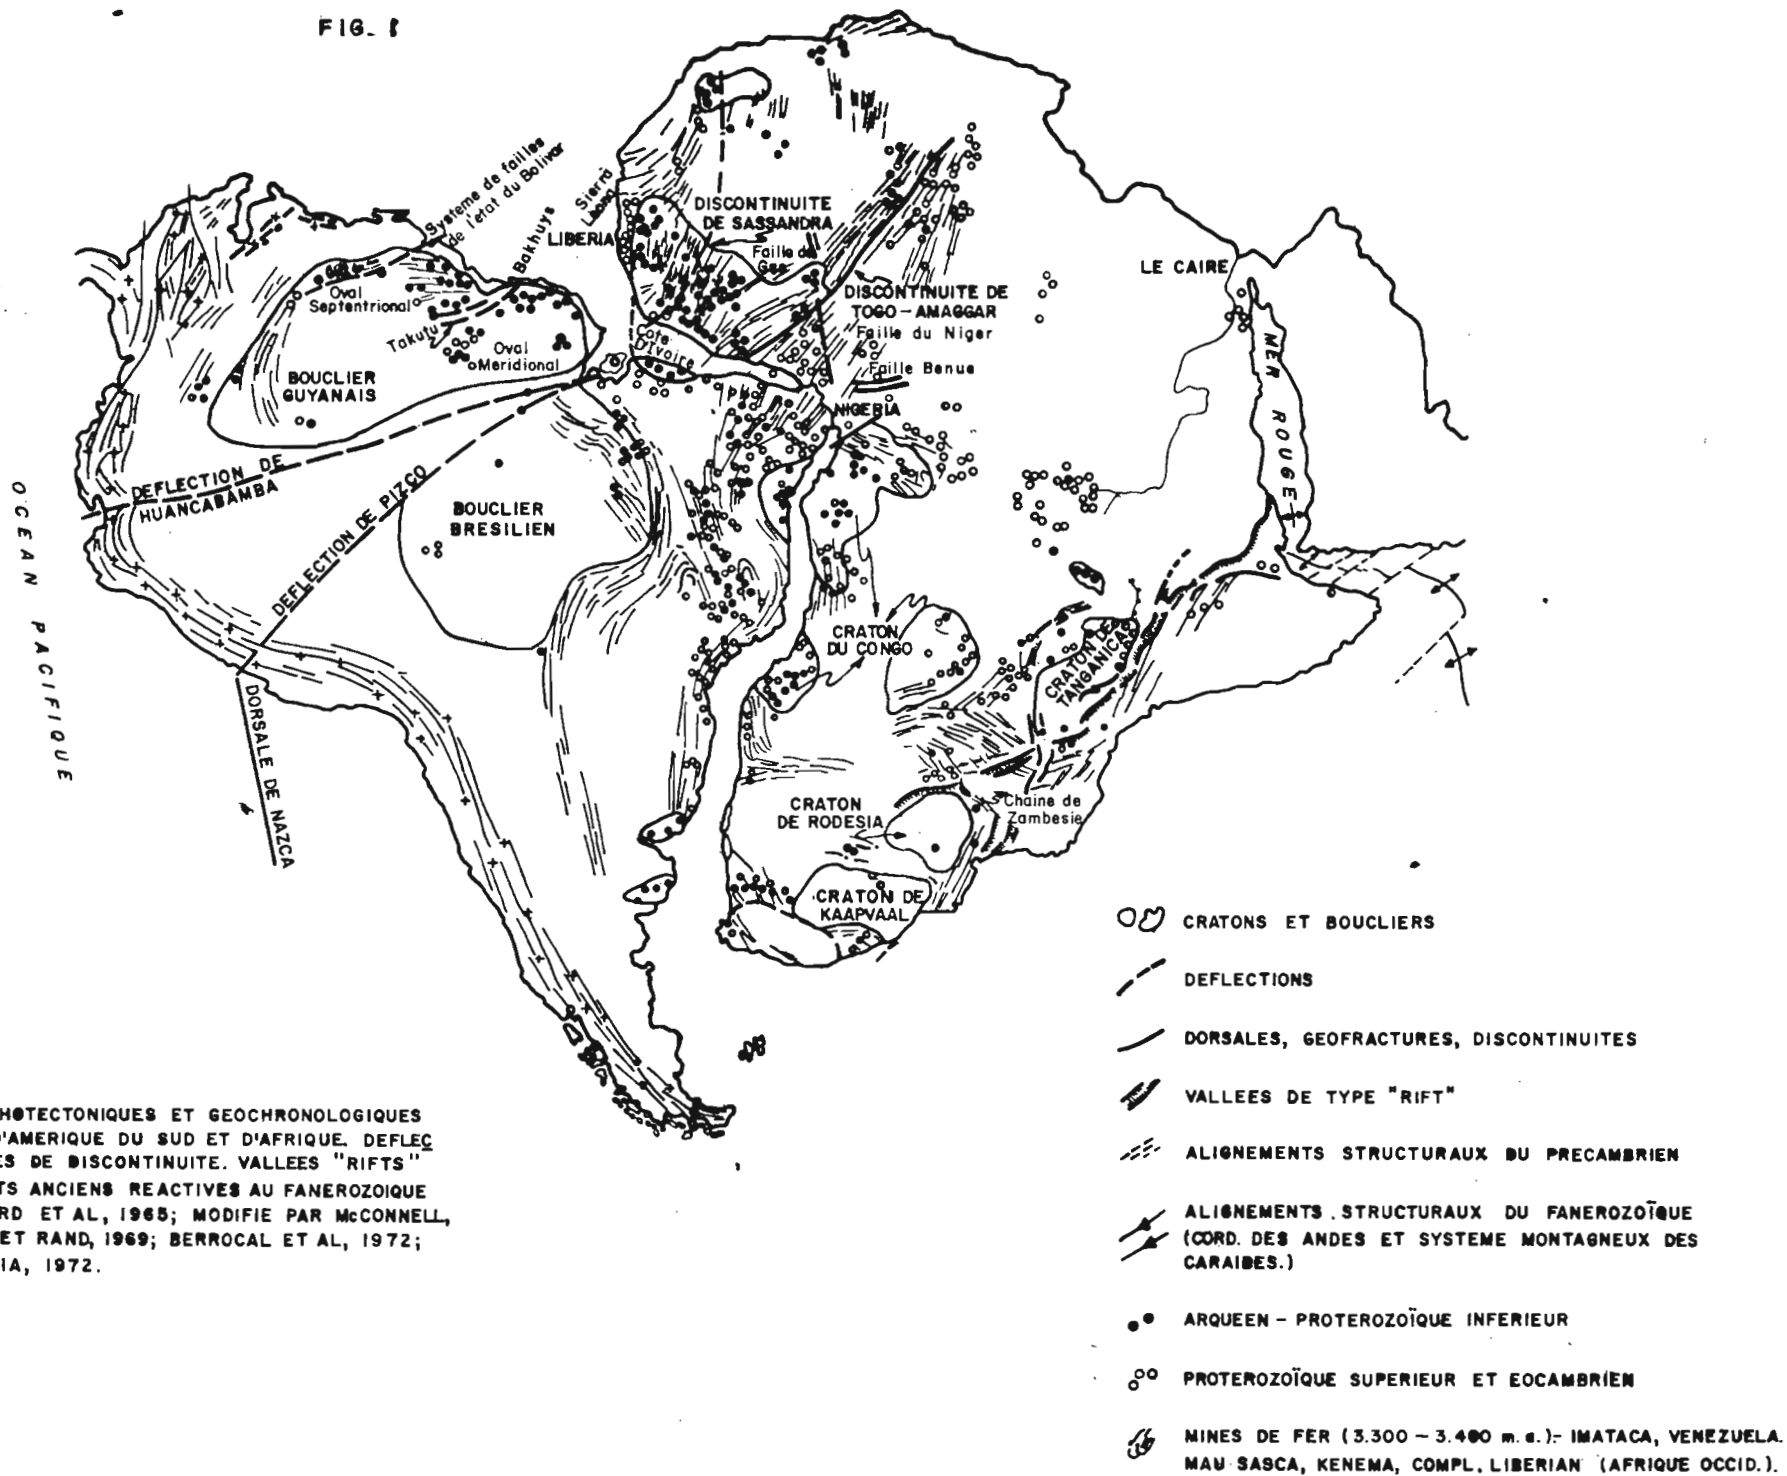 FIG. 8
Systeme de failles
de l'etat du Bolivar
Bakhuys
Sierra
Leona
LIBERIA
DISCONTINUITE
DE SASSANDRA
Faille de
Gao
DISCONTINUITE DE
TOGO-AMAGGAR
Faille du Niger
Faille Benue
NIGERIA
Cote
D'Ivoire
LE CAIRE
MER ROUGE
Oval
Septentrional
Takutu
Oval
Meridional
BOUCLIER
GUYANAIS
DEFLECTION DE
HUANCABAMBA
DEFLECTION DE PIZCO
BOUCLIER
BRESILIEN
OCEAN PACIFIQUE
DORSALE DE NAZCA
CRATON
DU CONGO
CRATON DE
TANGANICA
CRATON
DE RODESIA
Chaine de
Zambesie
CRATON DE
KAAPVAAL
CRATONS ET BOUCLIERS
DEFLECTIONS
DORSALES, GEOFRACTURES, DISCONTINUITES
VALLEES DE TYPE "RIFT"
ALIGNEMENTS STRUCTURAUX DU PRECAMBRIEN
ALIGNEMENTS STRUCTURAUX DU FANEROZOÏQUE
(CORD. DES ANDES ET SYSTEME MONTAGNEUX DES
CARAIBES.)
ARQUEEN - PROTEROZOÏQUE INFERIEUR
PROTEROZOÏQUE SUPERIEUR ET EOCAMBRIEN
MINES DE FER (3.300 - 3.400 m.a.)- IMATACA, VENEZUELA.
MAU SASCA, KENEMA, COMPL. LIBERIAN (AFRIQUE OCCID.).
HOTECTONIQUES ET GEOCHRONOLOGIQUES
'AMERIQUE DU SUD ET D'AFRIQUE. DEFLEC
ES DE DISCONTINUITE. VALLEES "RIFTS"
TS ANCIENS REACTIVES AU FANEROZOIQUE
RD ET AL, 1965; MODIFIE PAR McCONNELL,
ET RAND, 1969; BERROCAL ET AL, 1972;
IA, 1972.